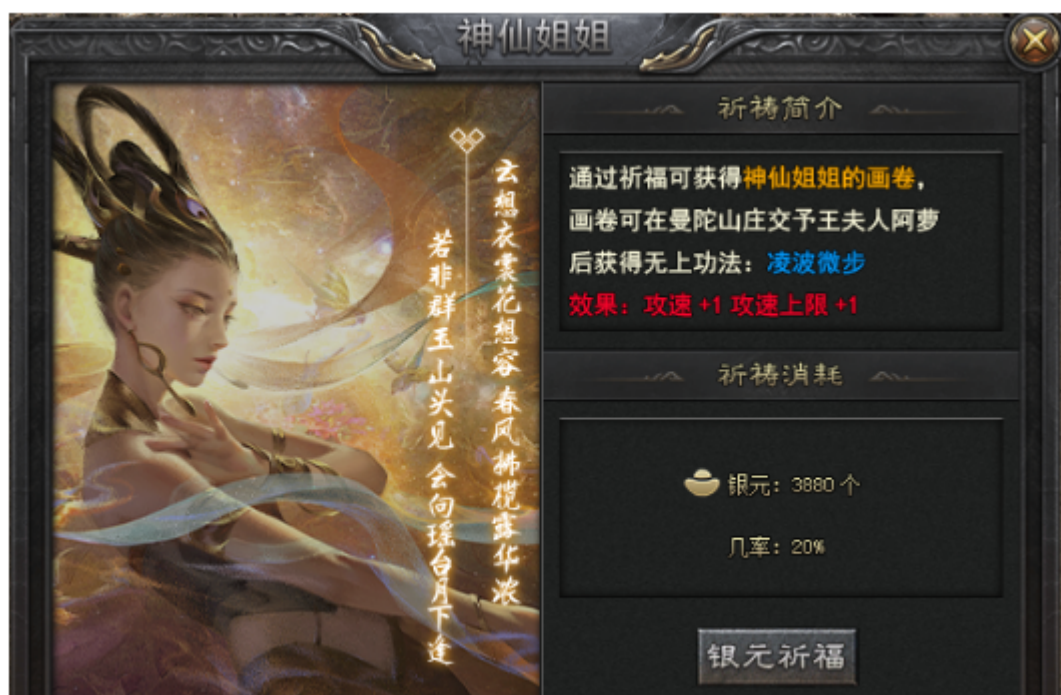 神仙姐姐
云想衣裳花想容 春风拂槛露华浓
若非群玉山头见 会向瑶台月下逢
祈祷简介
通过祈福可获得神仙姐姐的画卷，
画卷可在曼陀山庄交予王夫人阿萝
后获得无上功法：凌波微步
效果：攻速 +1 攻速上限 +1
祈祷消耗
银元：3880 个
几率：20%
银元祈福